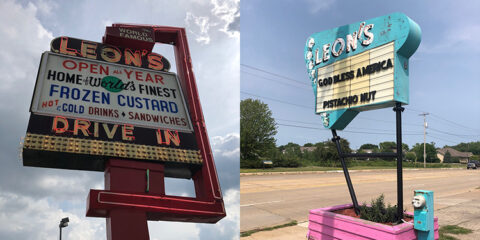 WORLD
FAMOUS
LEON'S
OPEN ALL YEAR
HOME OF World's FINEST
FROZEN CUSTARD
HOT & COLD DRINKS • SANDWICHES
DRIVE IN
LEON'S
GOD BLESS AMERICA
PISTACHIO NUT